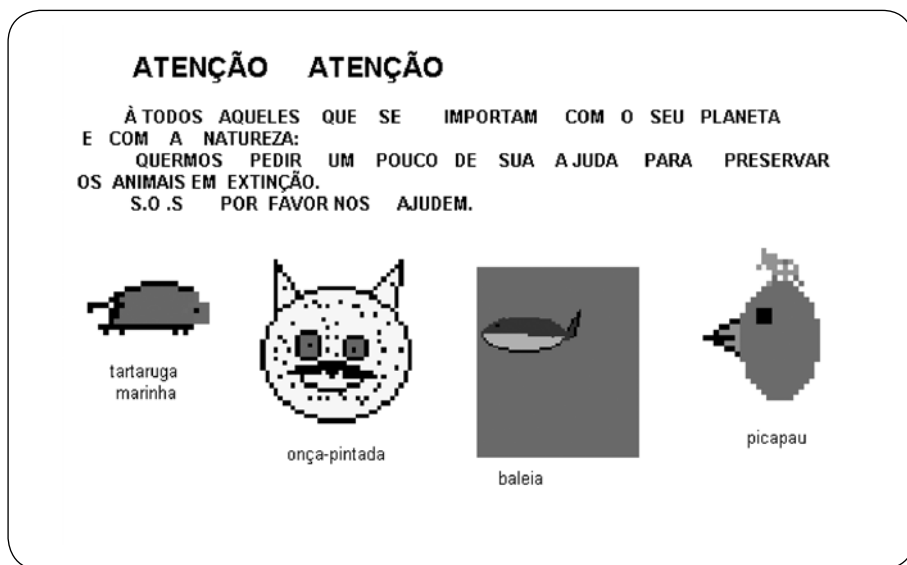 ATENÇÃO ATENÇÃO
À TODOS AQUELES QUE SE IMPORTAM COM O SEU PLANETA
E COM A NATUREZA:
QUERMOS PEDIR UM POUCO DE SUA AJUDA PARA PRESERVAR
OS ANIMAIS EM EXTINÇÃO.
S.O .S POR FAVOR NOS AJUDEM.
tartaruga
marinha
onça-pintada
baleia
picapau